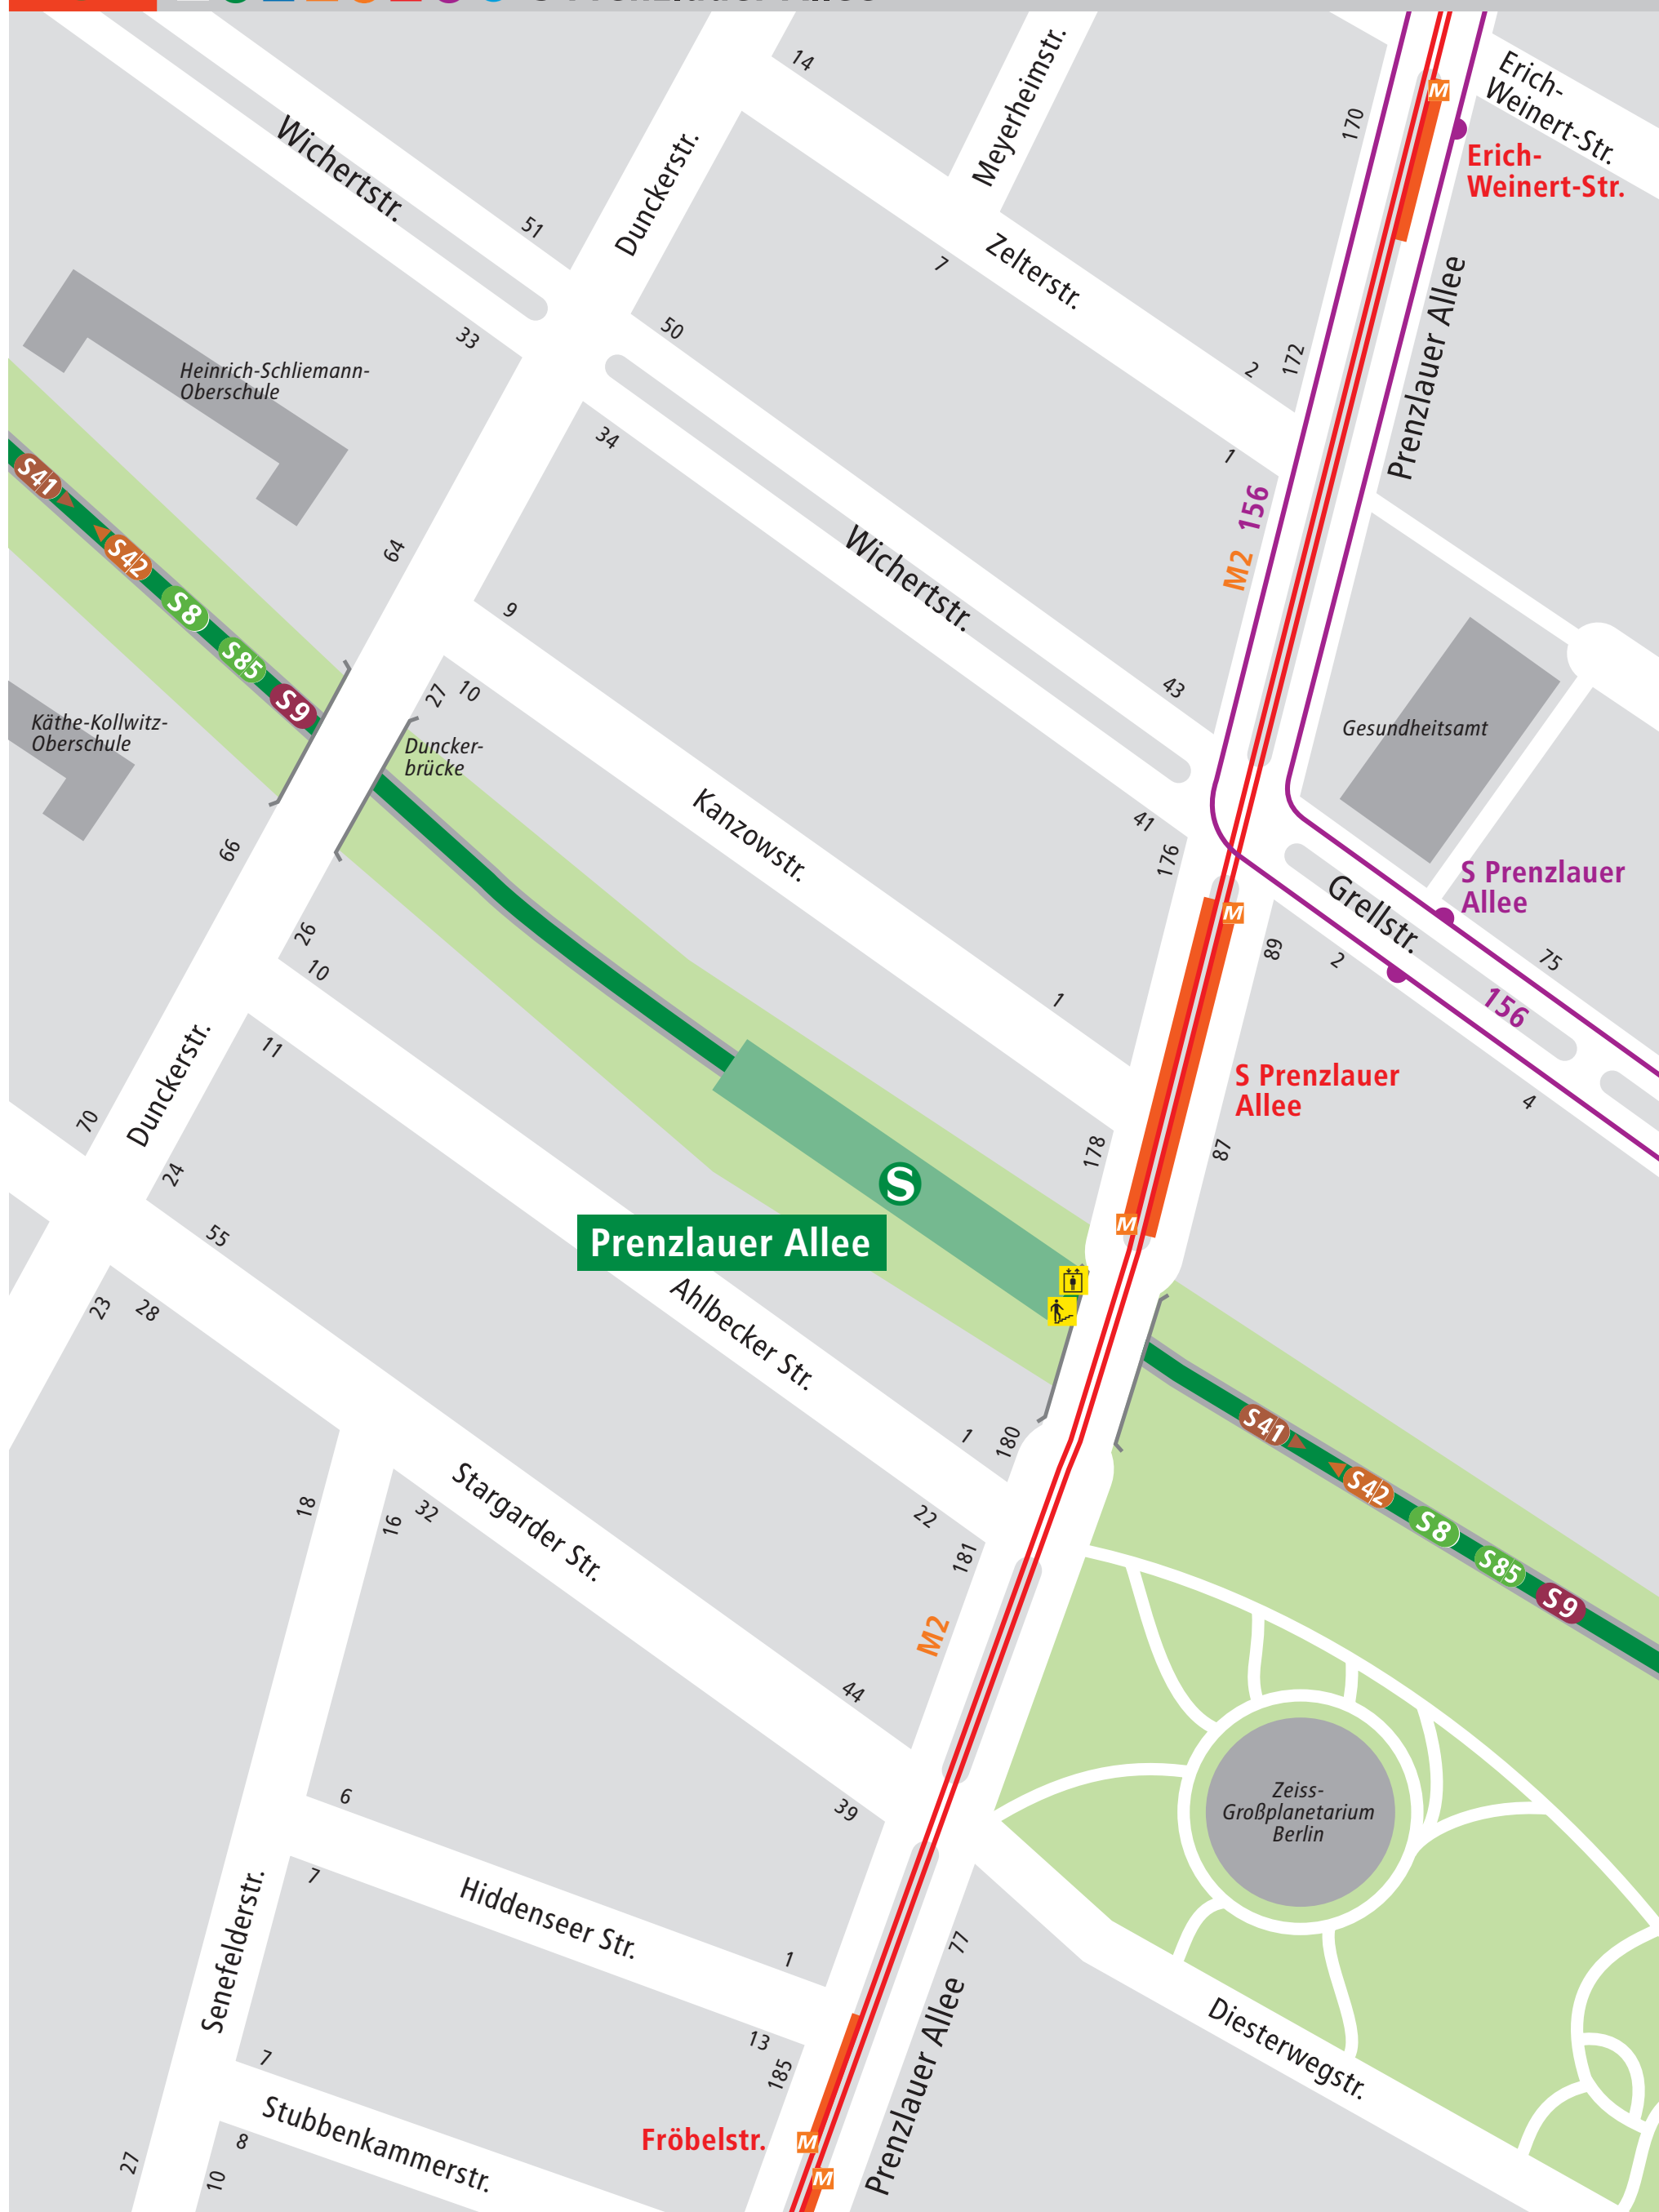 S Prenzlauer Allee
14
Meyerheimstr.
Erich-
Weinert-Str.
M
170
Erich-
Weinert-Str.
Wichertstr.
51
Dunckerstr.
Zelterstr.
7
Prenzlauer Allee
33
50
2
172
Heinrich-Schliemann-
Oberschule
34
1
156
M2
S41
S42
S8
S85
S9
64
Wichertstr.
9
27
10
43
Gesundheitsamt
Käthe-Kollwitz-
Oberschule
Duncker-
brücke
66
Kanzowstr.
41
176
S Prenzlauer
Allee
Grellstr.
M
89
2
75
156
26
10
1
11
Dunckerstr.
70
24
S Prenzlauer
Allee
4
178
87
S
M
55
Prenzlauer Allee
23
28
Ahlbecker Str.
1
180
S41
S42
S8
S85
S9
18
16
32
Stargarder Str.
22
181
M2
44
39
Zeiss-
Großplanetarium
Berlin
6
7
Hiddenseer Str.
1
77
Senefelderstr.
13
185
Prenzlauer Allee
Diesterwegstr.
7
Stubbenkammerstr.
8
27
10
Fröbelstr.
M
M